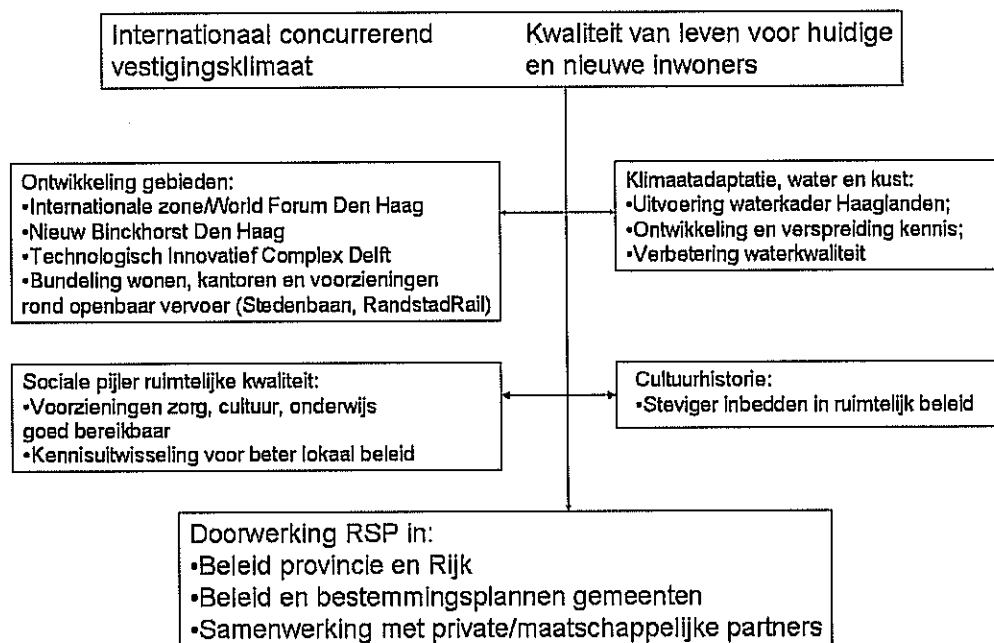 Internationaal concurrerend
vestigingsklimaat
Kwaliteit van leven voor huidige
en nieuwe inwoners
Ontwikkeling gebieden:
•Internationale zone/World Forum Den Haag
•Nieuw Binckhorst Den Haag
•Technologisch Innovatief Complex Delft
•Bundeling wonen, kantoren en voorzieningen
rond openbaar vervoer (Stedenbaan, RandstadRail)
Klimaatadaptatie, water en kust:
•Uitvoering waterkader Haaglanden;
•Ontwikkeling en verspreiding kennis;
•Verbetering waterkwaliteit
Sociale pijler ruimtelijke kwaliteit:
•Voorzieningen zorg, cultuur, onderwijs
goed bereikbaar
•Kennisuitwisseling voor beter lokaal beleid
Cultuurhistorie:
•Steviger inbedden in ruimtelijk beleid
Doorwerking RSP in:
•Beleid provincie en Rijk
•Beleid en bestemmingsplannen gemeenten
•Samenwerking met private/maatschappelijke partners